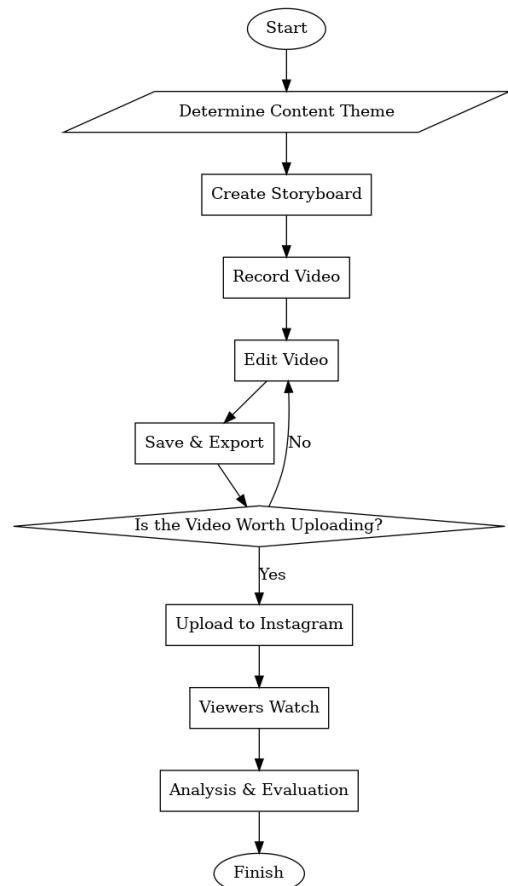 Start
Determine Content Theme
Create Storyboard
Record Video
Edit Video
Save & Export
No
Is the Video Worth Uploading?
Yes
Upload to Instagram
Viewers Watch
Analysis & Evaluation
Finish